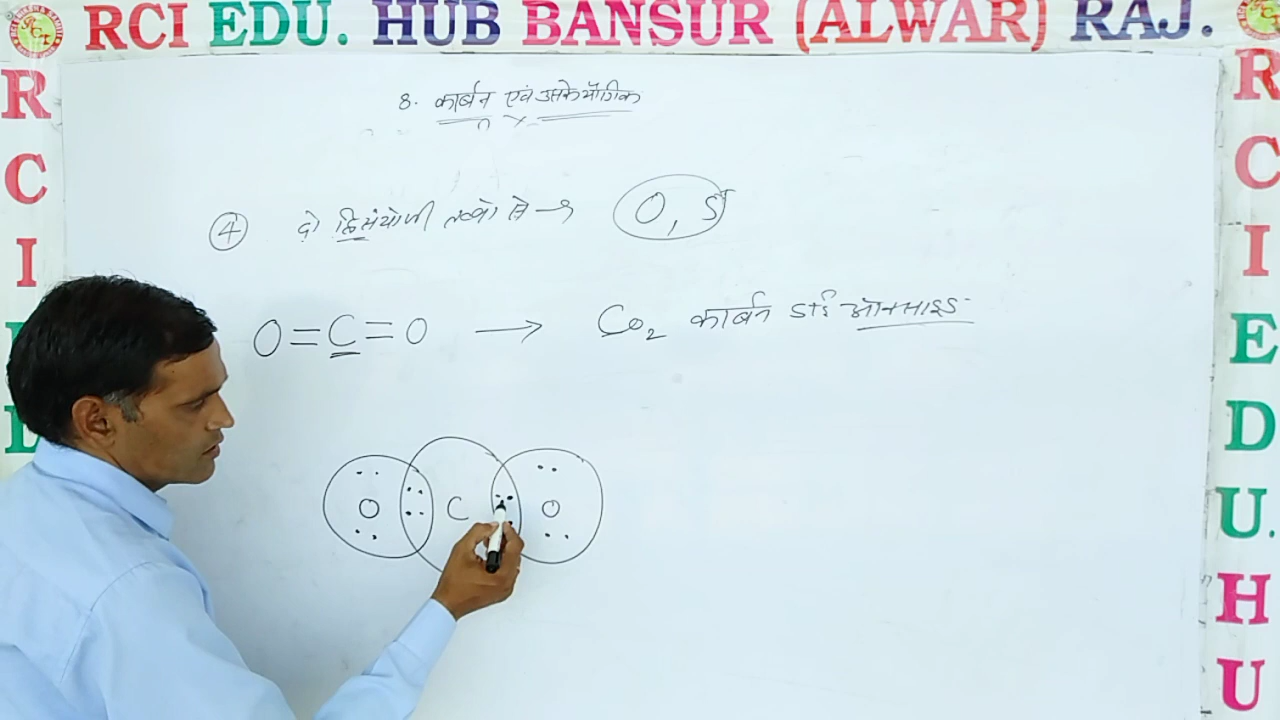 RCI EDU. HUB BANSUR (ALWAR) RAJ.
8. कार्बन एवं उसके यौगिक
④ दो द्विसंयोजी तत्वो से → O, S
O=C=O → CO₂ कार्बन डाई ऑक्साइड
O C O
R
C
I
R
C
I
E
D
U.
H
U